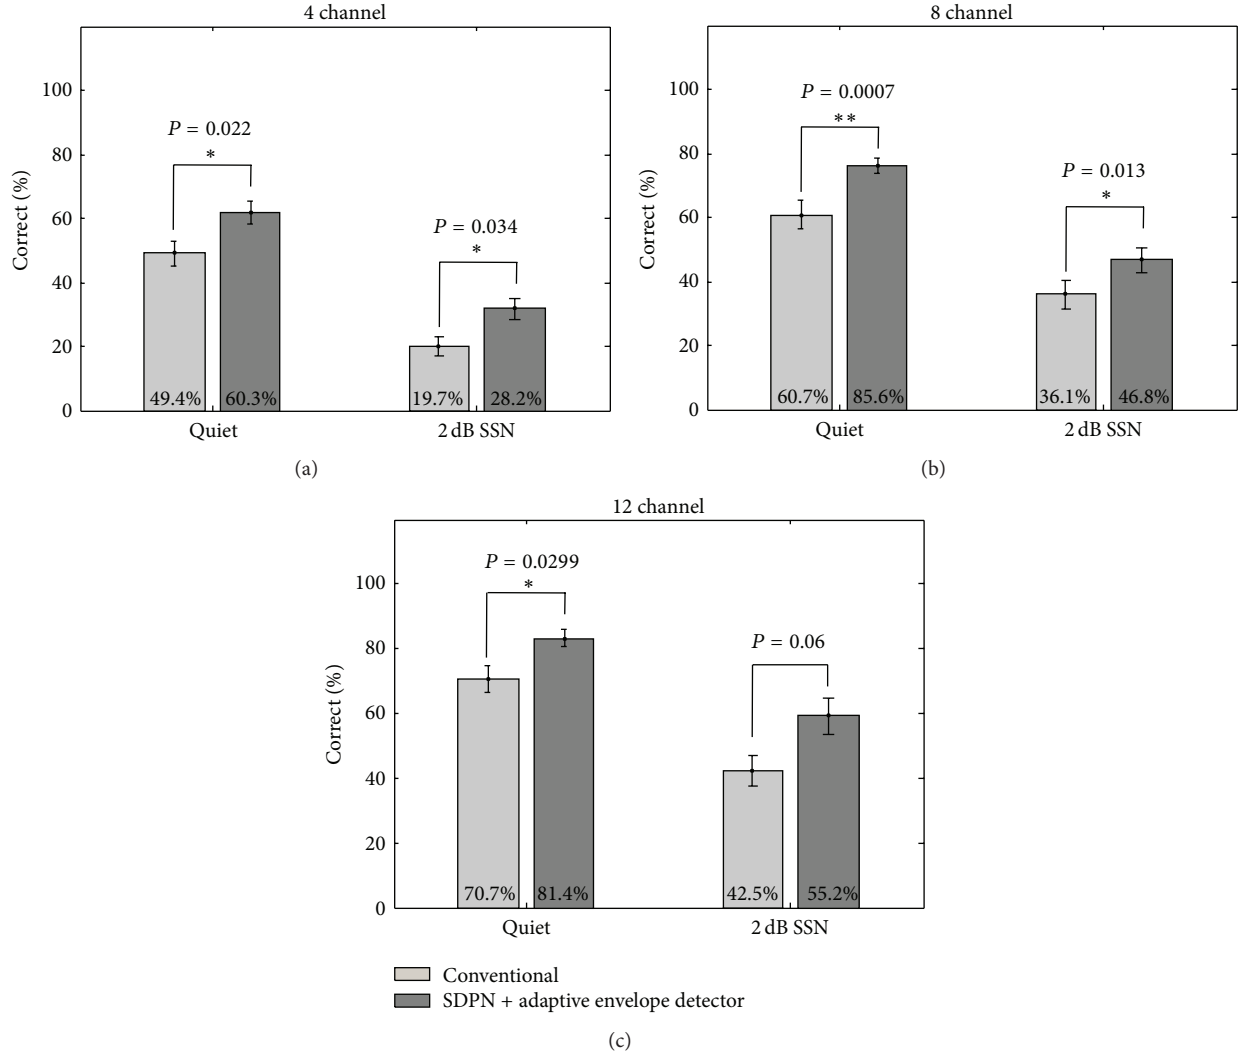 4 channel
100
80
60
40
20
0
Correct (%)
P = 0.022
*
P = 0.034
*
49.4%
60.3%
19.7%
28.2%
Quiet
2 dB SSN
(a)
8 channel
100
80
60
40
20
0
Correct (%)
P = 0.0007
**
P = 0.013
*
60.7%
85.6%
36.1%
46.8%
Quiet
2 dB SSN
(b)
12 channel
100
80
60
40
20
0
Correct (%)
P = 0.0299
*
P = 0.06
70.7%
81.4%
42.5%
55.2%
Quiet
2 dB SSN
Conventional
SDPN + adaptive envelope detector
(c)